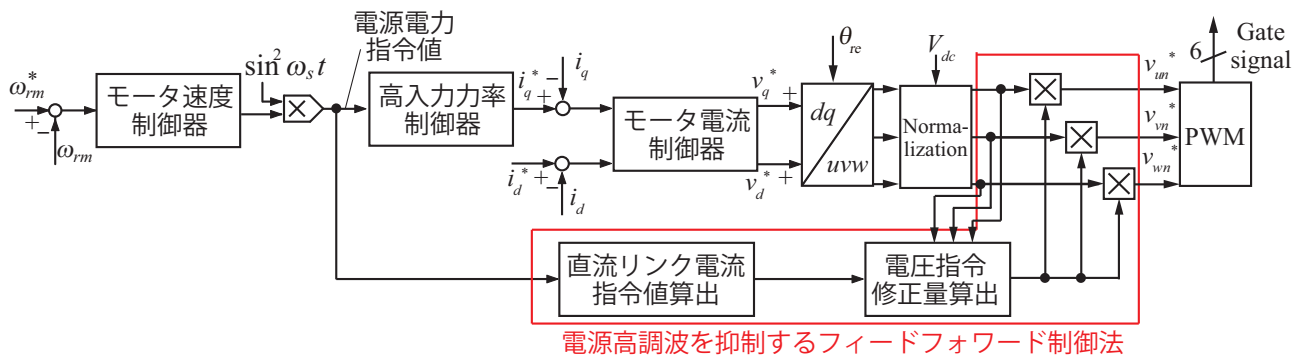 電源電力
指令値
sin² ωₛ t
ω_rm*
+
−
ω_rm
モータ速度
制御器
×
高入力力率
制御器
i_q*
+
−
i_q
i_d*
+
−
i_d
モータ電流
制御器
v_q*
+
v_d*
+
θ_re
dq
uvw
V_dc
Norma-
lization
×
×
×
v_un*
v_vn*
v_wn*
PWM
6
Gate
signal
直流リンク電流
指令値算出
電圧指令
修正量算出
電源高調波を抑制するフィードフォワード制御法